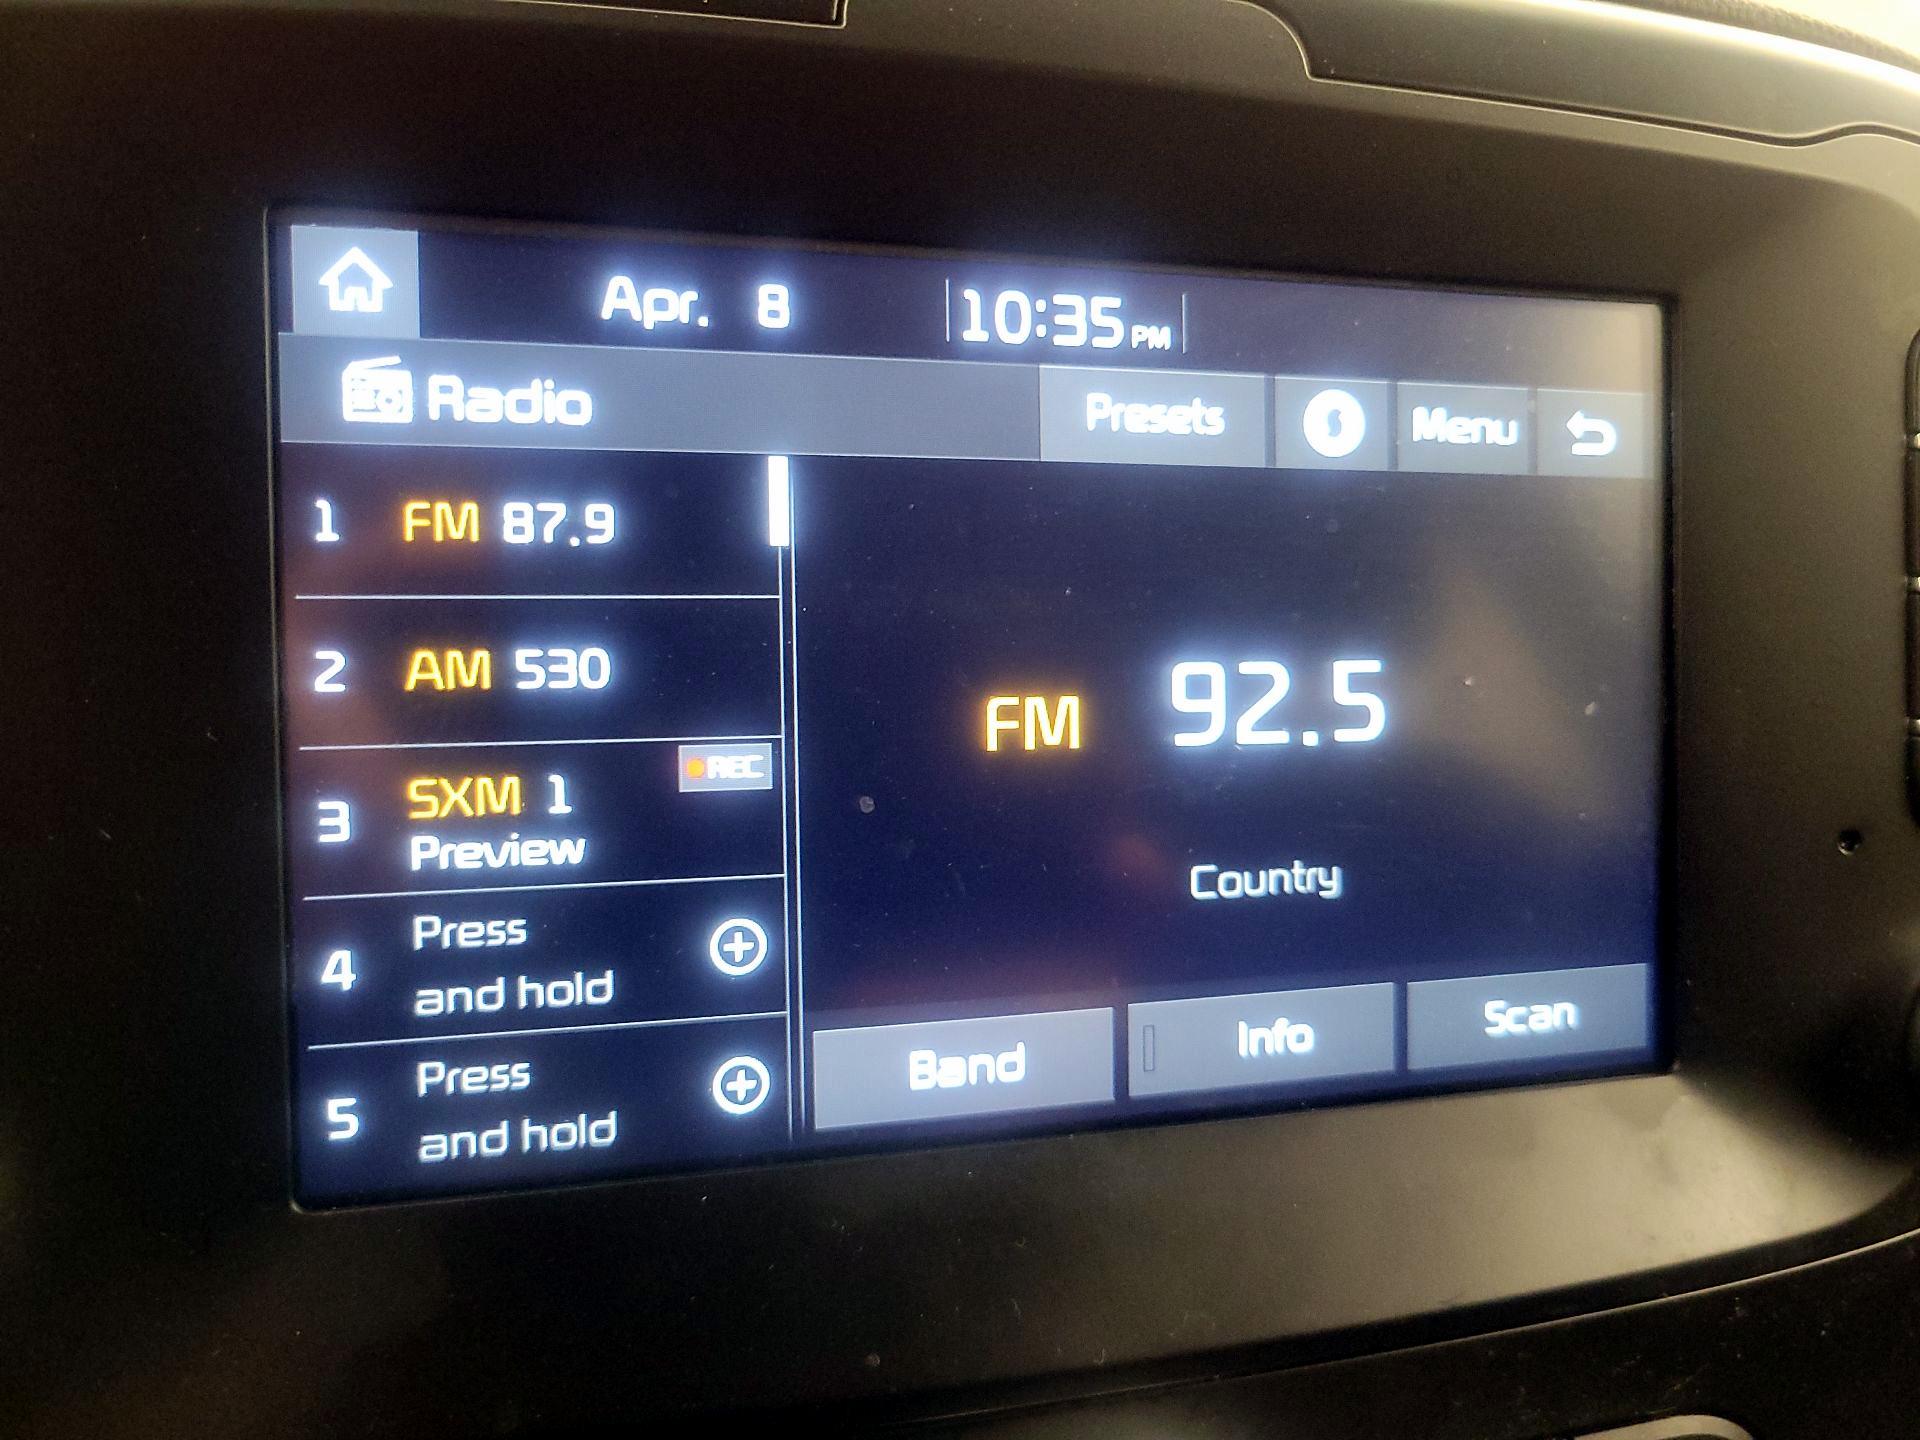 Apr. 8 10:35 PM
Radio Presets Menu
1 FM 87.9
2 AM 530
REC
3 SXM 1
Preview
4 Press
and hold
5 Press
and hold
FM 92.5
Country
Band Info Scan